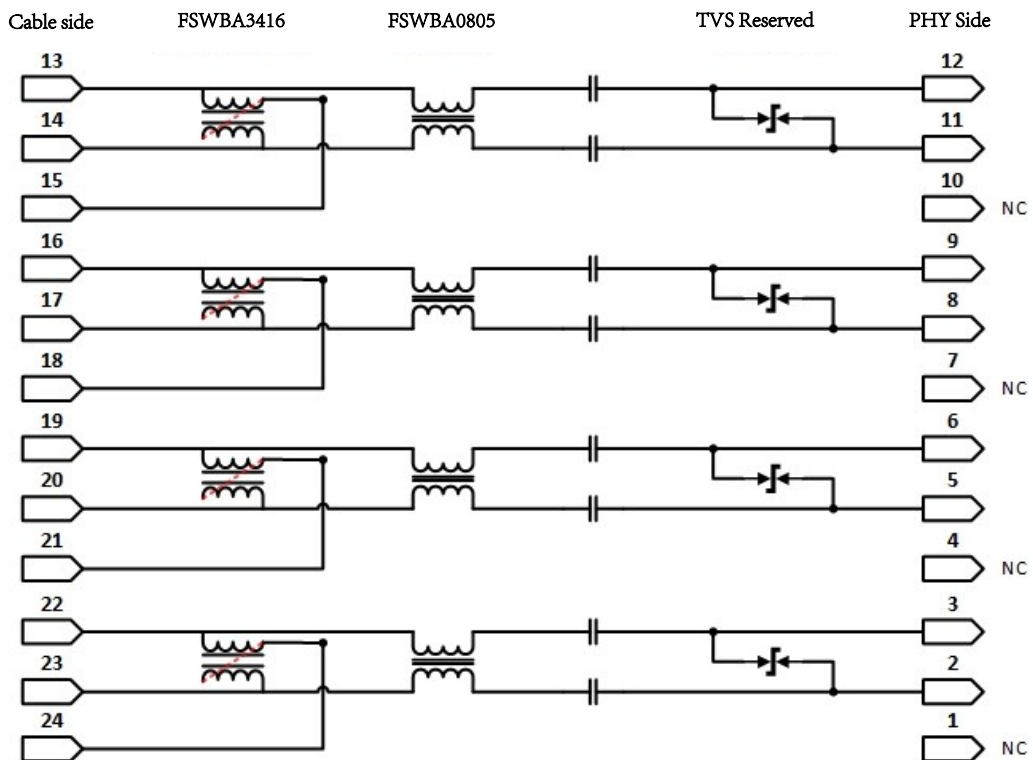 Cable side FSWBA3416 FSWBA0805 TVS Reserved PHY Side
13 12
14 11
15 10 NC
16 9
17 8
18 7 NC
19 6
20 5
21 4 NC
22 3
23 2
24 1 NC